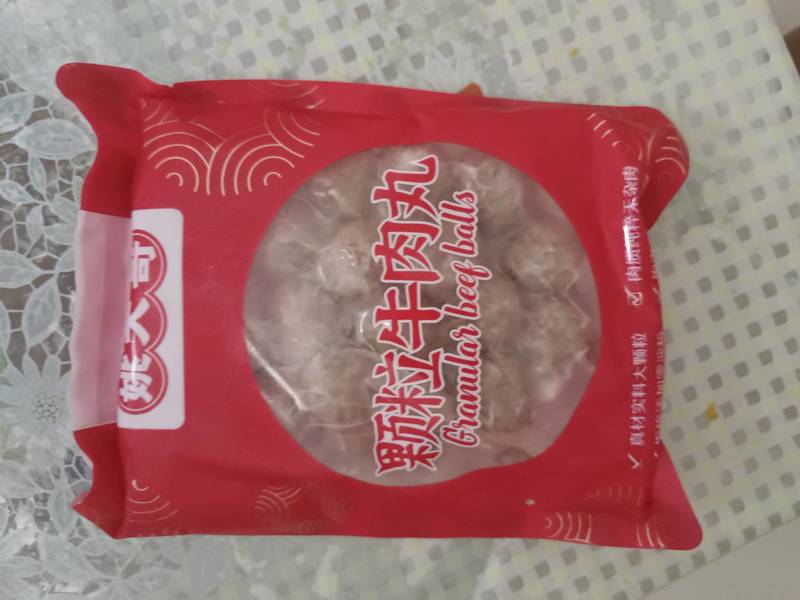 姚大哥
颗粒牛肉丸
Granular beef balls
真材实料大颗粒
肉质纯粹无杂肉